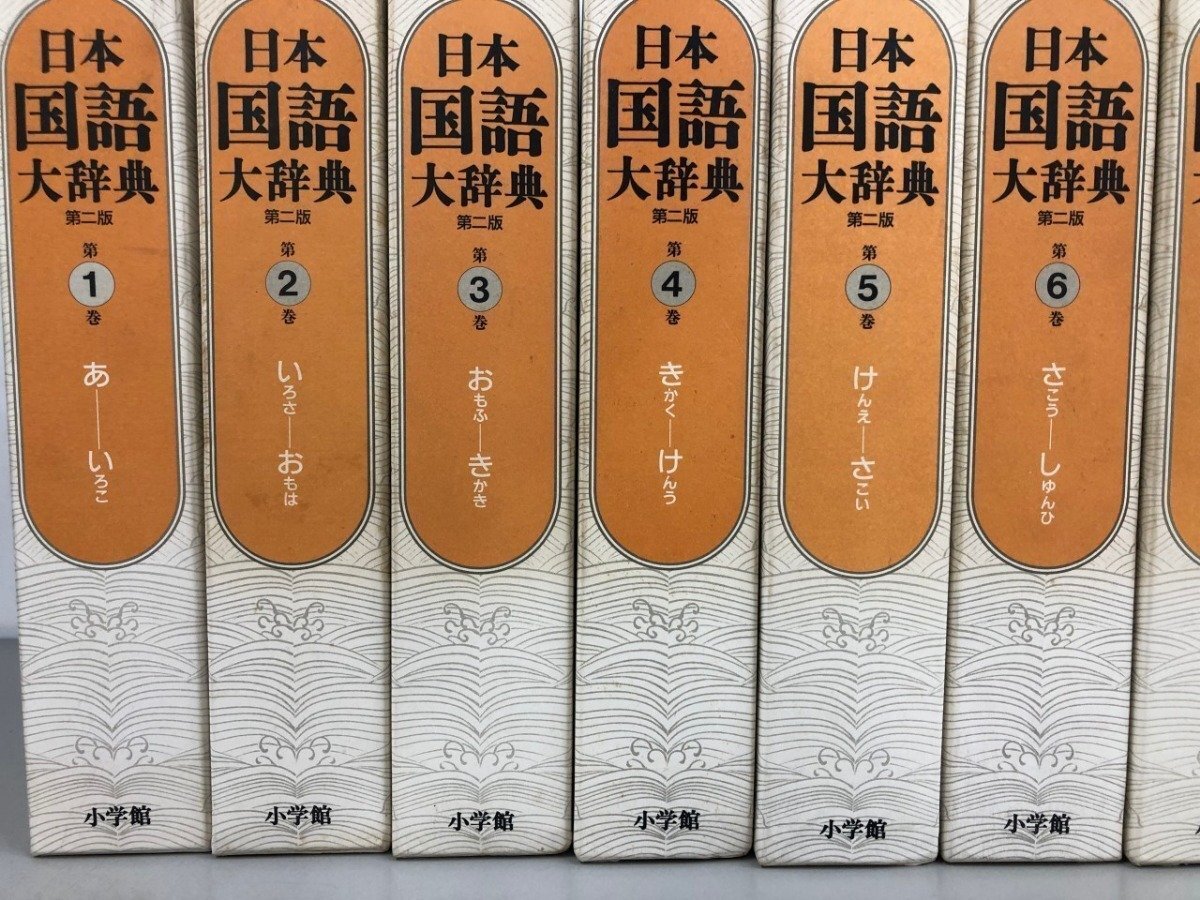 日本
国語
大辞典
第二版
第
1
巻
あ―いろこ
小学館
日本
国語
大辞典
第二版
第
2
巻
いろさ―おもは
小学館
日本
国語
大辞典
第二版
第
3
巻
おもふ―きかき
小学館
日本
国語
大辞典
第二版
第
4
巻
きかく―けんう
小学館
日本
国語
大辞典
第二版
第
5
巻
けんえ―さこい
小学館
日本
国語
大辞典
第二版
第
6
巻
さこう―しゅんひ
小学館